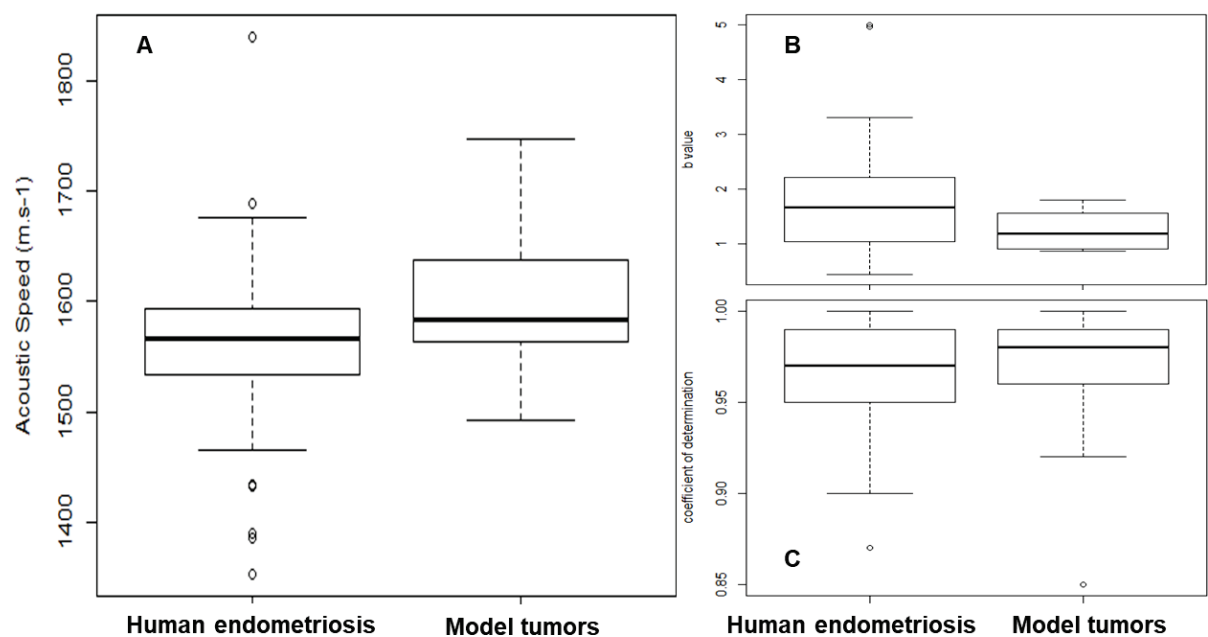 A
Acoustic Speed (m.s-1)
1800
1700
1600
1500
1400
Human endometriosis
Model tumors
B
b value
5
4
3
2
1
C
coefficient of determination
1.00
0.95
0.90
0.85
Human endometriosis
Model tumors